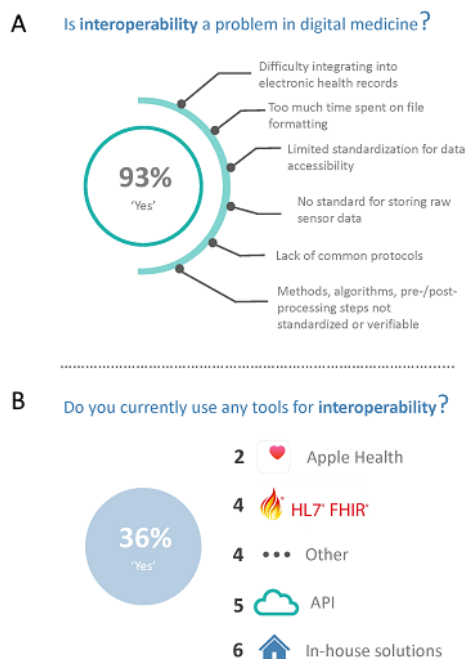 A
Is interoperability a problem in digital medicine?
Difficulty integrating into
electronic health records
Too much time spent on file
formatting
Limited standardization for data
accessibility
93%
'Yes'
No standard for storing raw
sensor data
Lack of common protocols
Methods, algorithms, pre-/post-
processing steps not
standardized or verifiable
B
Do you currently use any tools for interoperability?
36%
'Yes'
2 Apple Health
4 HL7® FHIR®
4 Other
5 API
6 In-house solutions